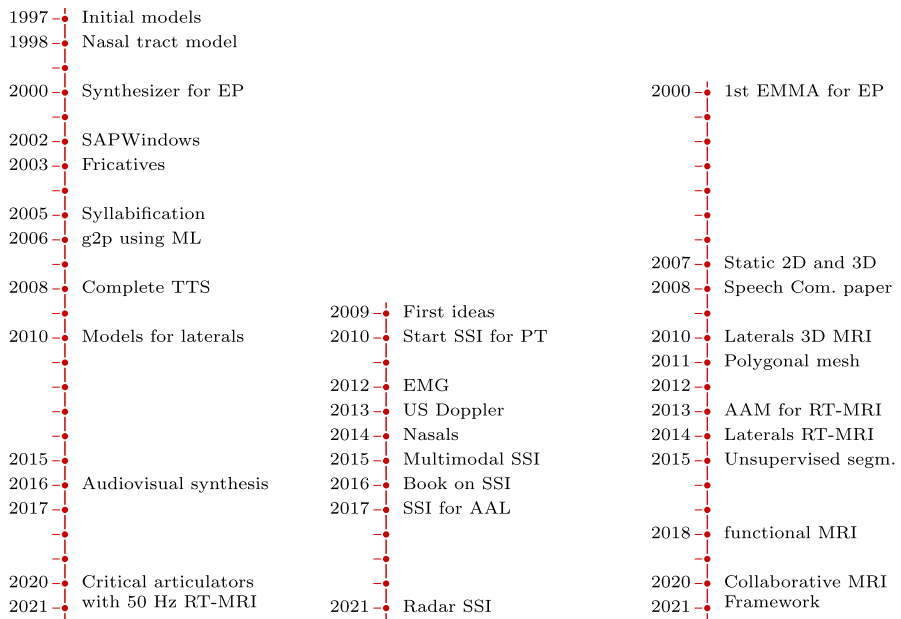 1997 Initial models
1998 Nasal tract model
2000 Synthesizer for EP
2002 SAPWindows
2003 Fricatives
2005 Syllabification
2006 g2p using ML
2008 Complete TTS
2010 Models for laterals
2015
2016 Audiovisual synthesis
2017
2020 Critical articulators
with 50 Hz RT-MRI
2021
2009 First ideas
2010 Start SSI for PT
2012 EMG
2013 US Doppler
2014 Nasals
2015 Multimodal SSI
2016 Book on SSI
2017 SSI for AAL
2021 Radar SSI
2000 1st EMMA for EP
2007 Static 2D and 3D
2008 Speech Com. paper
2010 Laterals 3D MRI
2011 Polygonal mesh
2012
2013 AAM for RT-MRI
2014 Laterals RT-MRI
2015 Unsupervised segm.
2018 functional MRI
2020 Collaborative MRI
Framework
2021